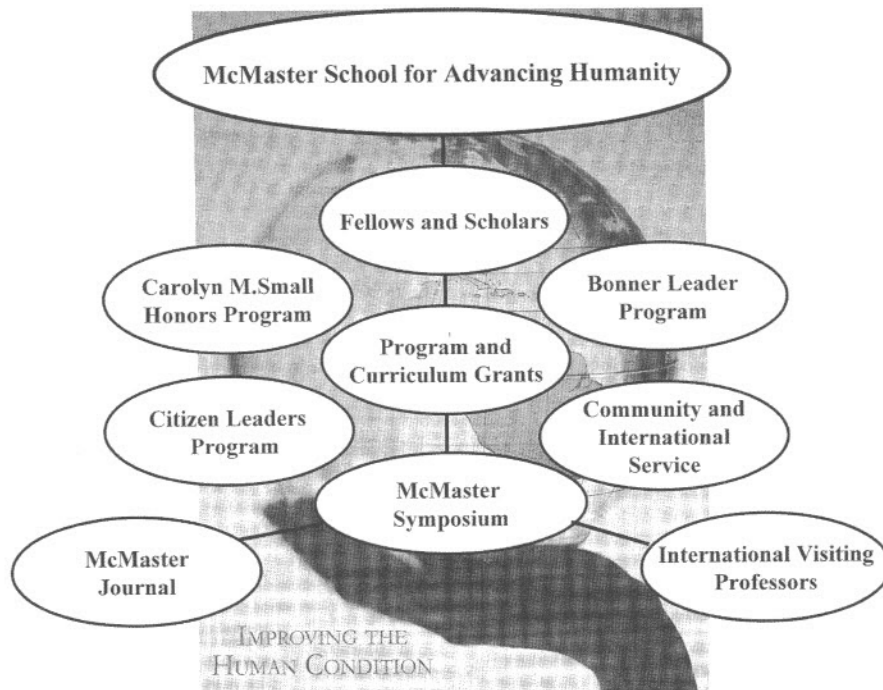 McMaster School for Advancing Humanity
Fellows and Scholars
Carolyn M.Small
Honors Program
Bonner Leader
Program
Program and
Curriculum Grants
Citizen Leaders
Program
Community and
International
Service
McMaster
Symposium
McMaster
Journal
International Visiting
Professors
IMPROVING THE
HUMAN CONDITION